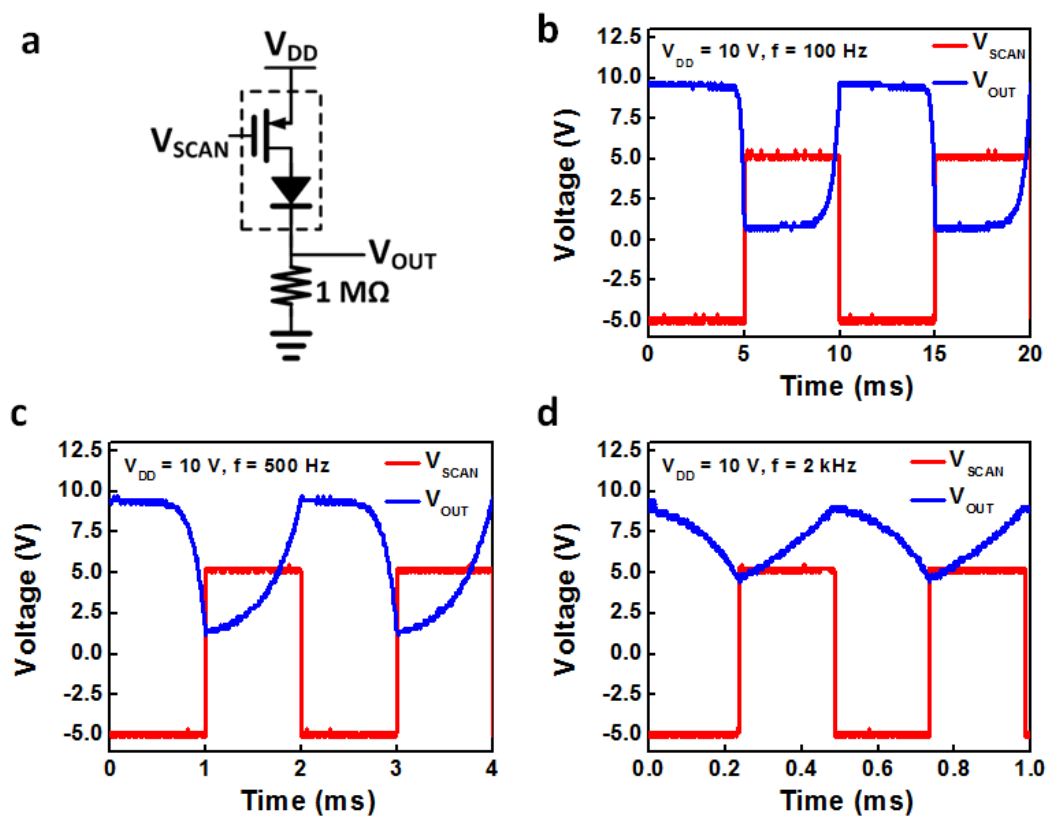 a
V_DD
V_SCAN
V_OUT
1 MΩ
b
V_DD = 10 V, f = 100 Hz
V_SCAN
V_OUT
Voltage (V)
12.5
10.0
7.5
5.0
2.5
0.0
-2.5
-5.0
0 5 10 15 20
Time (ms)
c
V_DD = 10 V, f = 500 Hz
V_SCAN
V_OUT
Voltage (V)
12.5
10.0
7.5
5.0
2.5
0.0
-2.5
-5.0
0 1 2 3 4
Time (ms)
d
V_DD = 10 V, f = 2 kHz
V_SCAN
V_OUT
Voltage (V)
12.5
10.0
7.5
5.0
2.5
0.0
-2.5
-5.0
0.0 0.2 0.4 0.6 0.8 1.0
Time (ms)